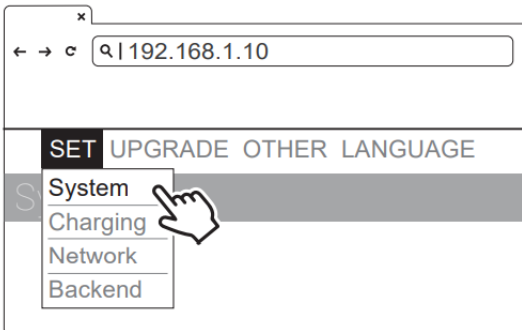 192.168.1.10
SET UPGRADE OTHER LANGUAGE
System
Charging
Network
Backend